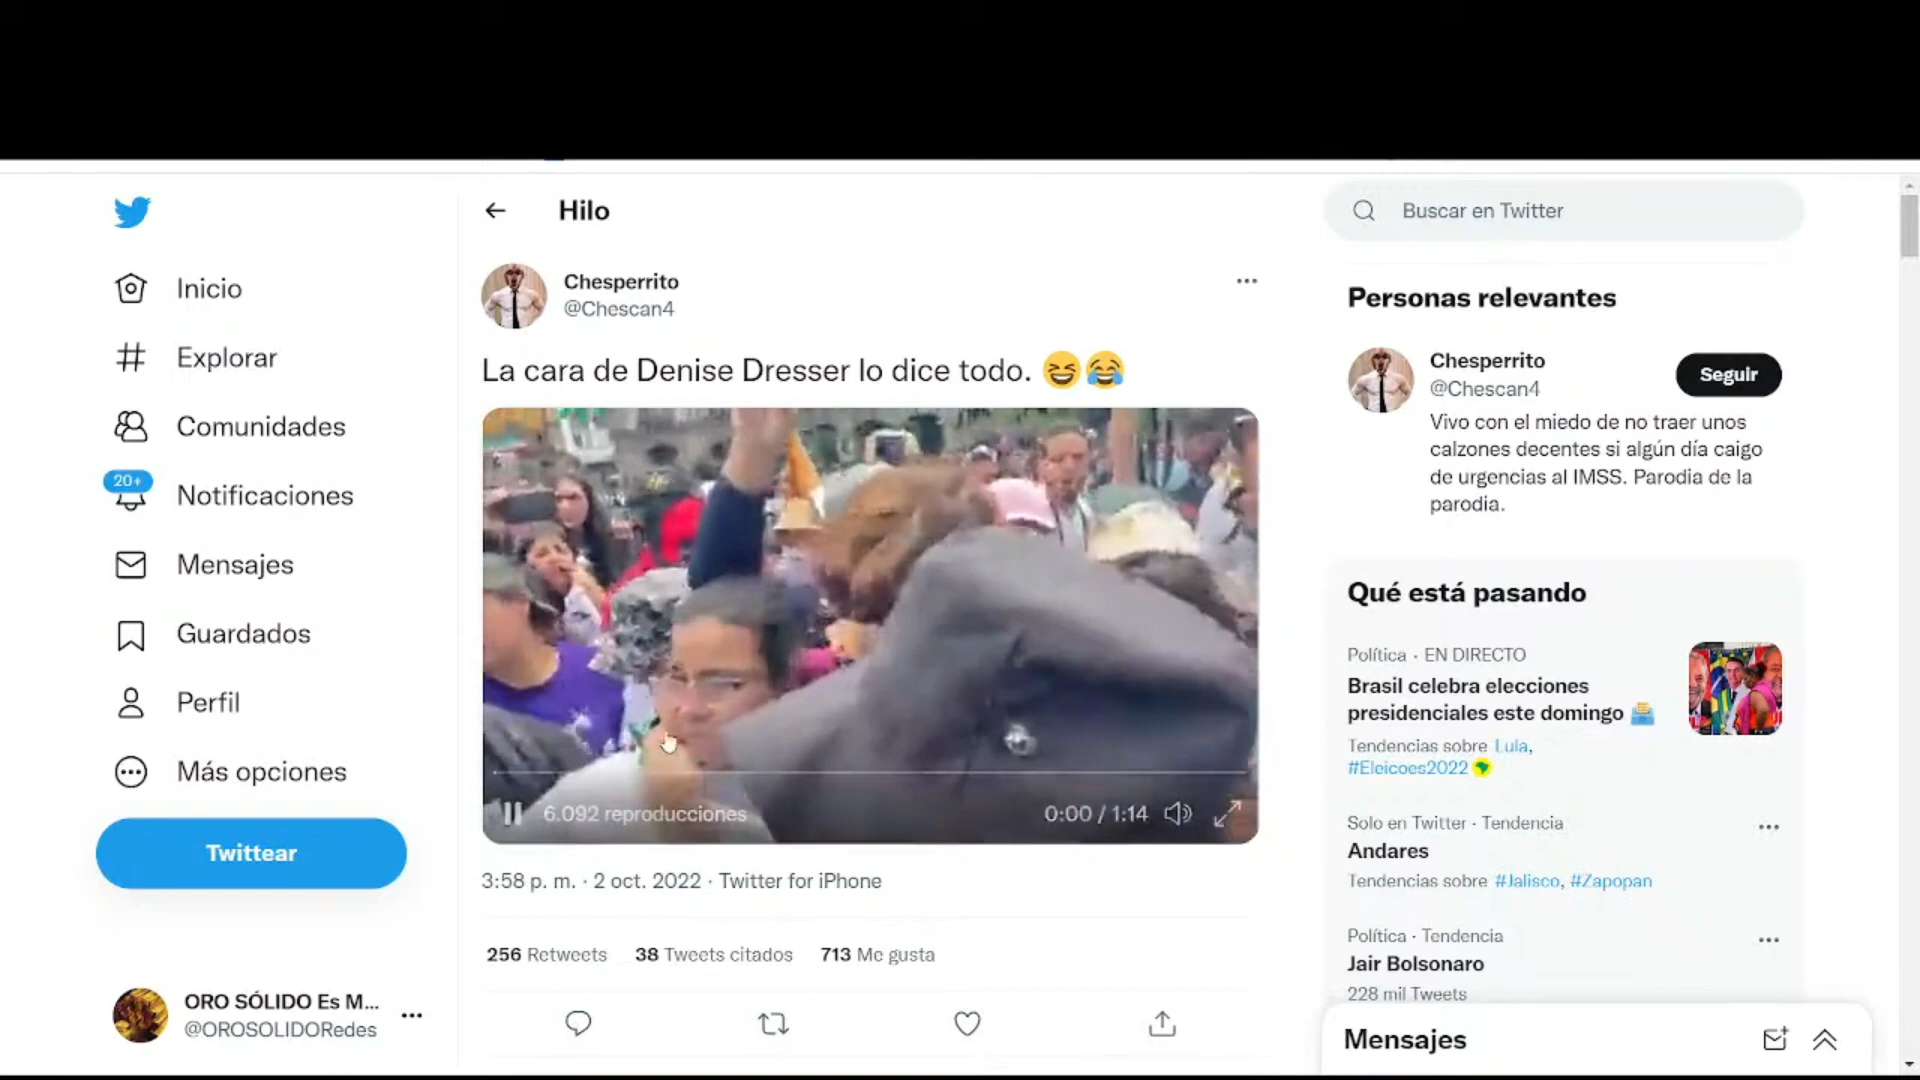 Inicio
Explorar
Comunidades
20+
Notificaciones
Mensajes
Guardados
Perfil
Más opciones
Twittear
ORO SÓLIDO Es M...
@OROSOLIDORedes
Hilo
Chesperrito
@Chescan4
La cara de Denise Dresser lo dice todo. 😆😂
6.092 reproducciones
0:00 / 1:14
3:58 p. m. · 2 oct. 2022 · Twitter for iPhone
256 Retweets 38 Tweets citados 713 Me gusta
Buscar en Twitter
Personas relevantes
Chesperrito
@Chescan4
Seguir
Vivo con el miedo de no traer unos
calzones decentes si algún día caigo
de urgencias al IMSS. Parodia de la
parodia.
Qué está pasando
Política · EN DIRECTO
Brasil celebra elecciones
presidenciales este domingo
Tendencias sobre Lula,
#Eleicoes2022
Solo en Twitter · Tendencia
Andares
Tendencias sobre #Jalisco, #Zapopan
Política · Tendencia
Jair Bolsonaro
228 mil Tweets
Mensajes